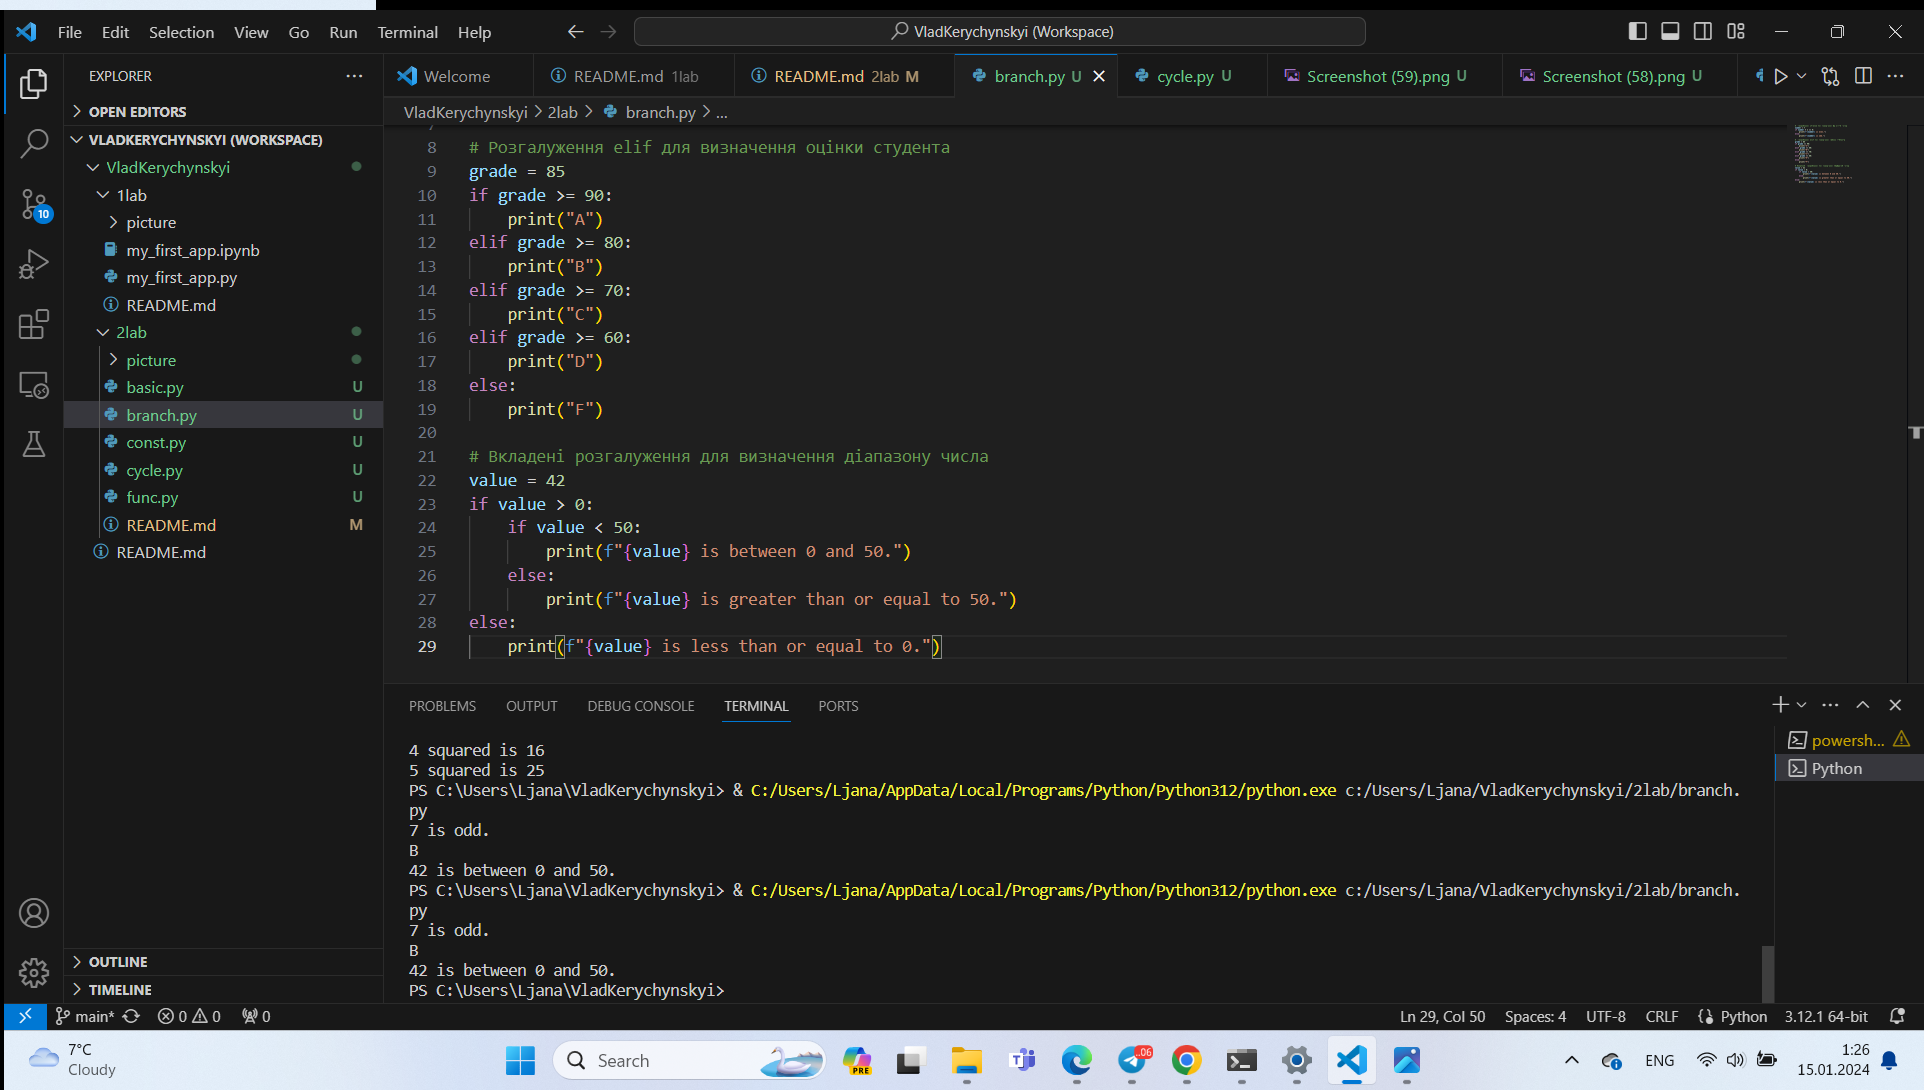 File Edit Selection View Go Run Terminal Help
VladKerychynskyi (Workspace)
EXPLORER
Welcome
README.md 1lab
README.md 2lab M
branch.py U
cycle.py U
Screenshot (59).png U
Screenshot (58).png U
OPEN EDITORS
VladKerychynskyi > 2lab > branch.py > ...
VLADKERYCHYNSKYI (WORKSPACE)
VladKerychynskyi
1lab
picture
my_first_app.ipynb
my_first_app.py
README.md
2lab
picture
basic.py U
branch.py U
const.py U
cycle.py U
func.py U
README.md M
README.md
10
OUTLINE
TIMELINE
8 # Розгалуження elif для визначення оцінки студента
9 grade = 85
10 if grade >= 90:
11 print("A")
12 elif grade >= 80:
13 print("B")
14 elif grade >= 70:
15 print("C")
16 elif grade >= 60:
17 print("D")
18 else:
19 print("F")
20
21 # Вкладені розгалуження для визначення діапазону числа
22 value = 42
23 if value > 0:
24 if value < 50:
25 print(f"{value} is between 0 and 50.")
26 else:
27 print(f"{value} is greater than or equal to 50.")
28 else:
29 print(f"{value} is less than or equal to 0.")
PROBLEMS OUTPUT DEBUG CONSOLE TERMINAL PORTS
4 squared is 16
5 squared is 25
PS C:\Users\Ljana\VladKerychynskyi> & C:/Users/Ljana/AppData/Local/Programs/Python/Python312/python.exe c:/Users/Ljana/VladKerychynskyi/2lab/branch.
py
7 is odd.
B
42 is between 0 and 50.
PS C:\Users\Ljana\VladKerychynskyi> & C:/Users/Ljana/AppData/Local/Programs/Python/Python312/python.exe c:/Users/Ljana/VladKerychynskyi/2lab/branch.
py
7 is odd.
B
42 is between 0 and 50.
PS C:\Users\Ljana\VladKerychynskyi>
powersh...
Python
main* 0 0 0
Ln 29, Col 50 Spaces: 4 UTF-8 CRLF Python 3.12.1 64-bit
7°C
Cloudy
Search
PRE
..06
ENG
1:26
15.01.2024